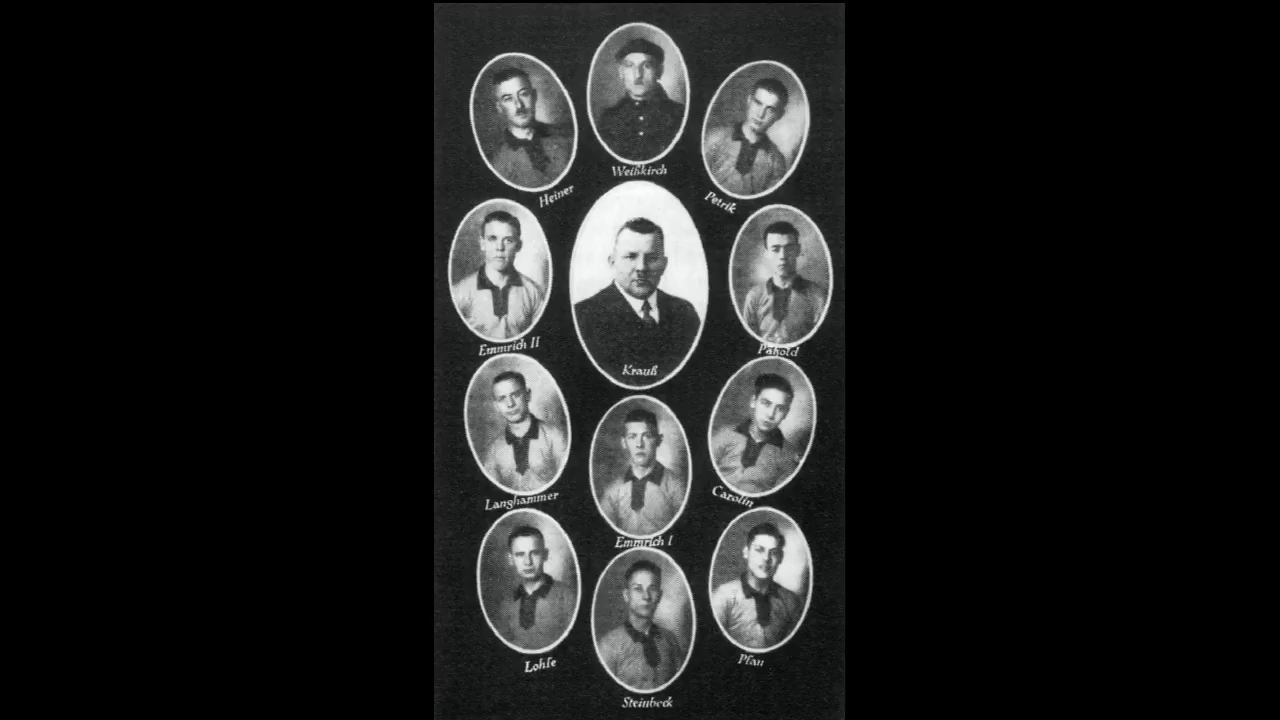 Weißkirch
Heiner
Petrik
Emmrich II
Pahold
Krauß
Langhammer
Carolin
Emmrich I
Lohse
Pfau
Steinbeck